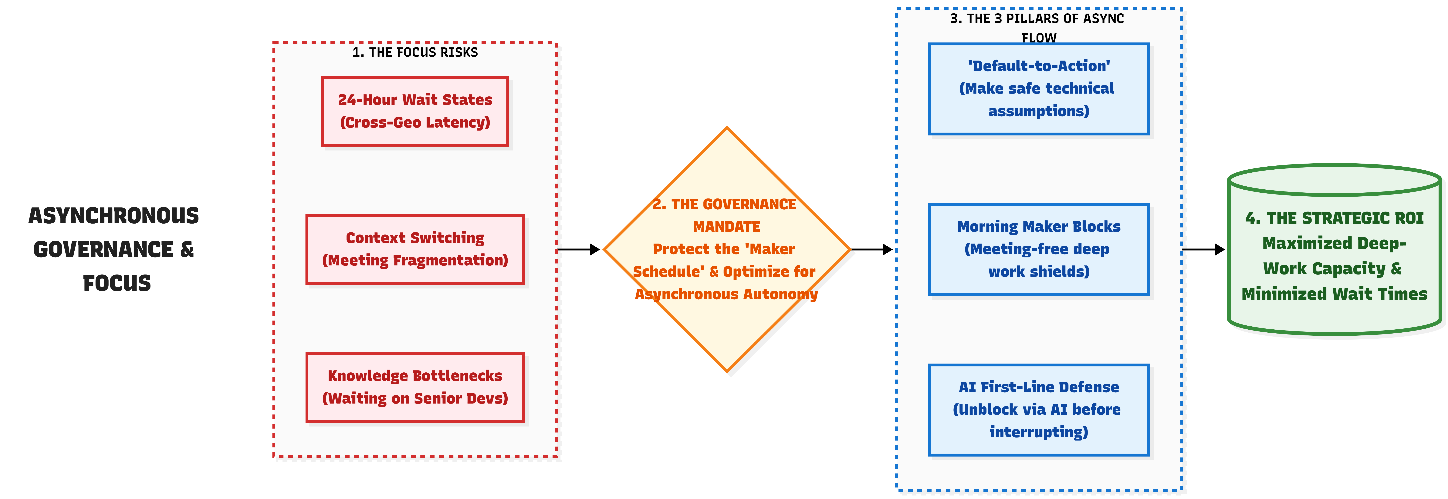 ASYNCHRONOUS
GOVERNANCE &
FOCUS
1. THE FOCUS RISKS
24-Hour Wait States
(Cross-Geo Latency)
Context Switching
(Meeting Fragmentation)
Knowledge Bottlenecks
(Waiting on Senior Devs)
2. THE GOVERNANCE
MANDATE
Protect the 'Maker
Schedule' & Optimize for
Asynchronous Autonomy
3. THE 3 PILLARS OF ASYNC
FLOW
'Default-to-Action'
(Make safe technical
assumptions)
Morning Maker Blocks
(Meeting-free deep
work shields)
AI First-Line Defense
(Unblock via AI before
interrupting)
4. THE STRATEGIC ROI
Maximized Deep-
Work Capacity &
Minimized Wait Times